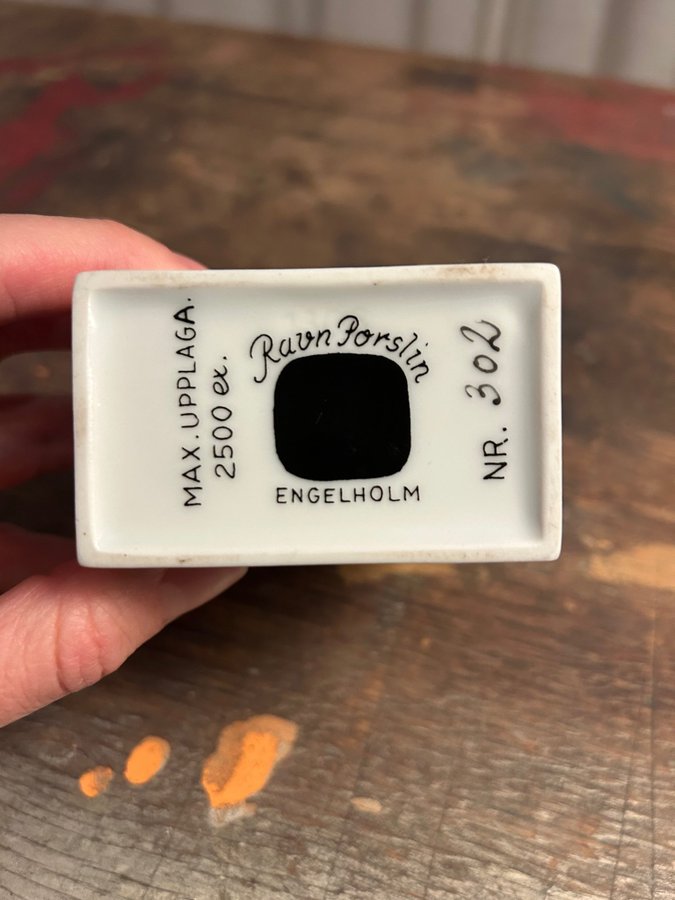 MAX. UPPLAGA.
2500 ex.
Ravn Porslin
ENGELHOLM
NR. 302